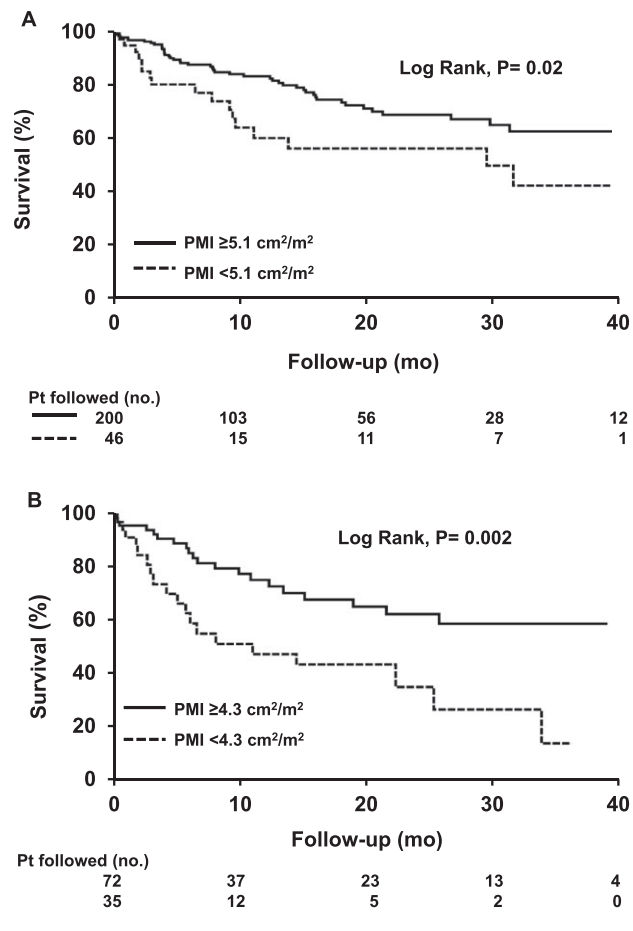 A
100
80
60
40
20
0
Survival (%)
Log Rank, P= 0.02
PMI ≥5.1 cm²/m²
PMI <5.1 cm²/m²
0 10 20 30 40
Follow-up (mo)
Pt followed (no.)
200 103 56 28 12
46 15 11 7 1
B
100
80
60
40
20
0
Survival (%)
Log Rank, P= 0.002
PMI ≥4.3 cm²/m²
PMI <4.3 cm²/m²
0 10 20 30 40
Follow-up (mo)
Pt followed (no.)
72 37 23 13 4
35 12 5 2 0